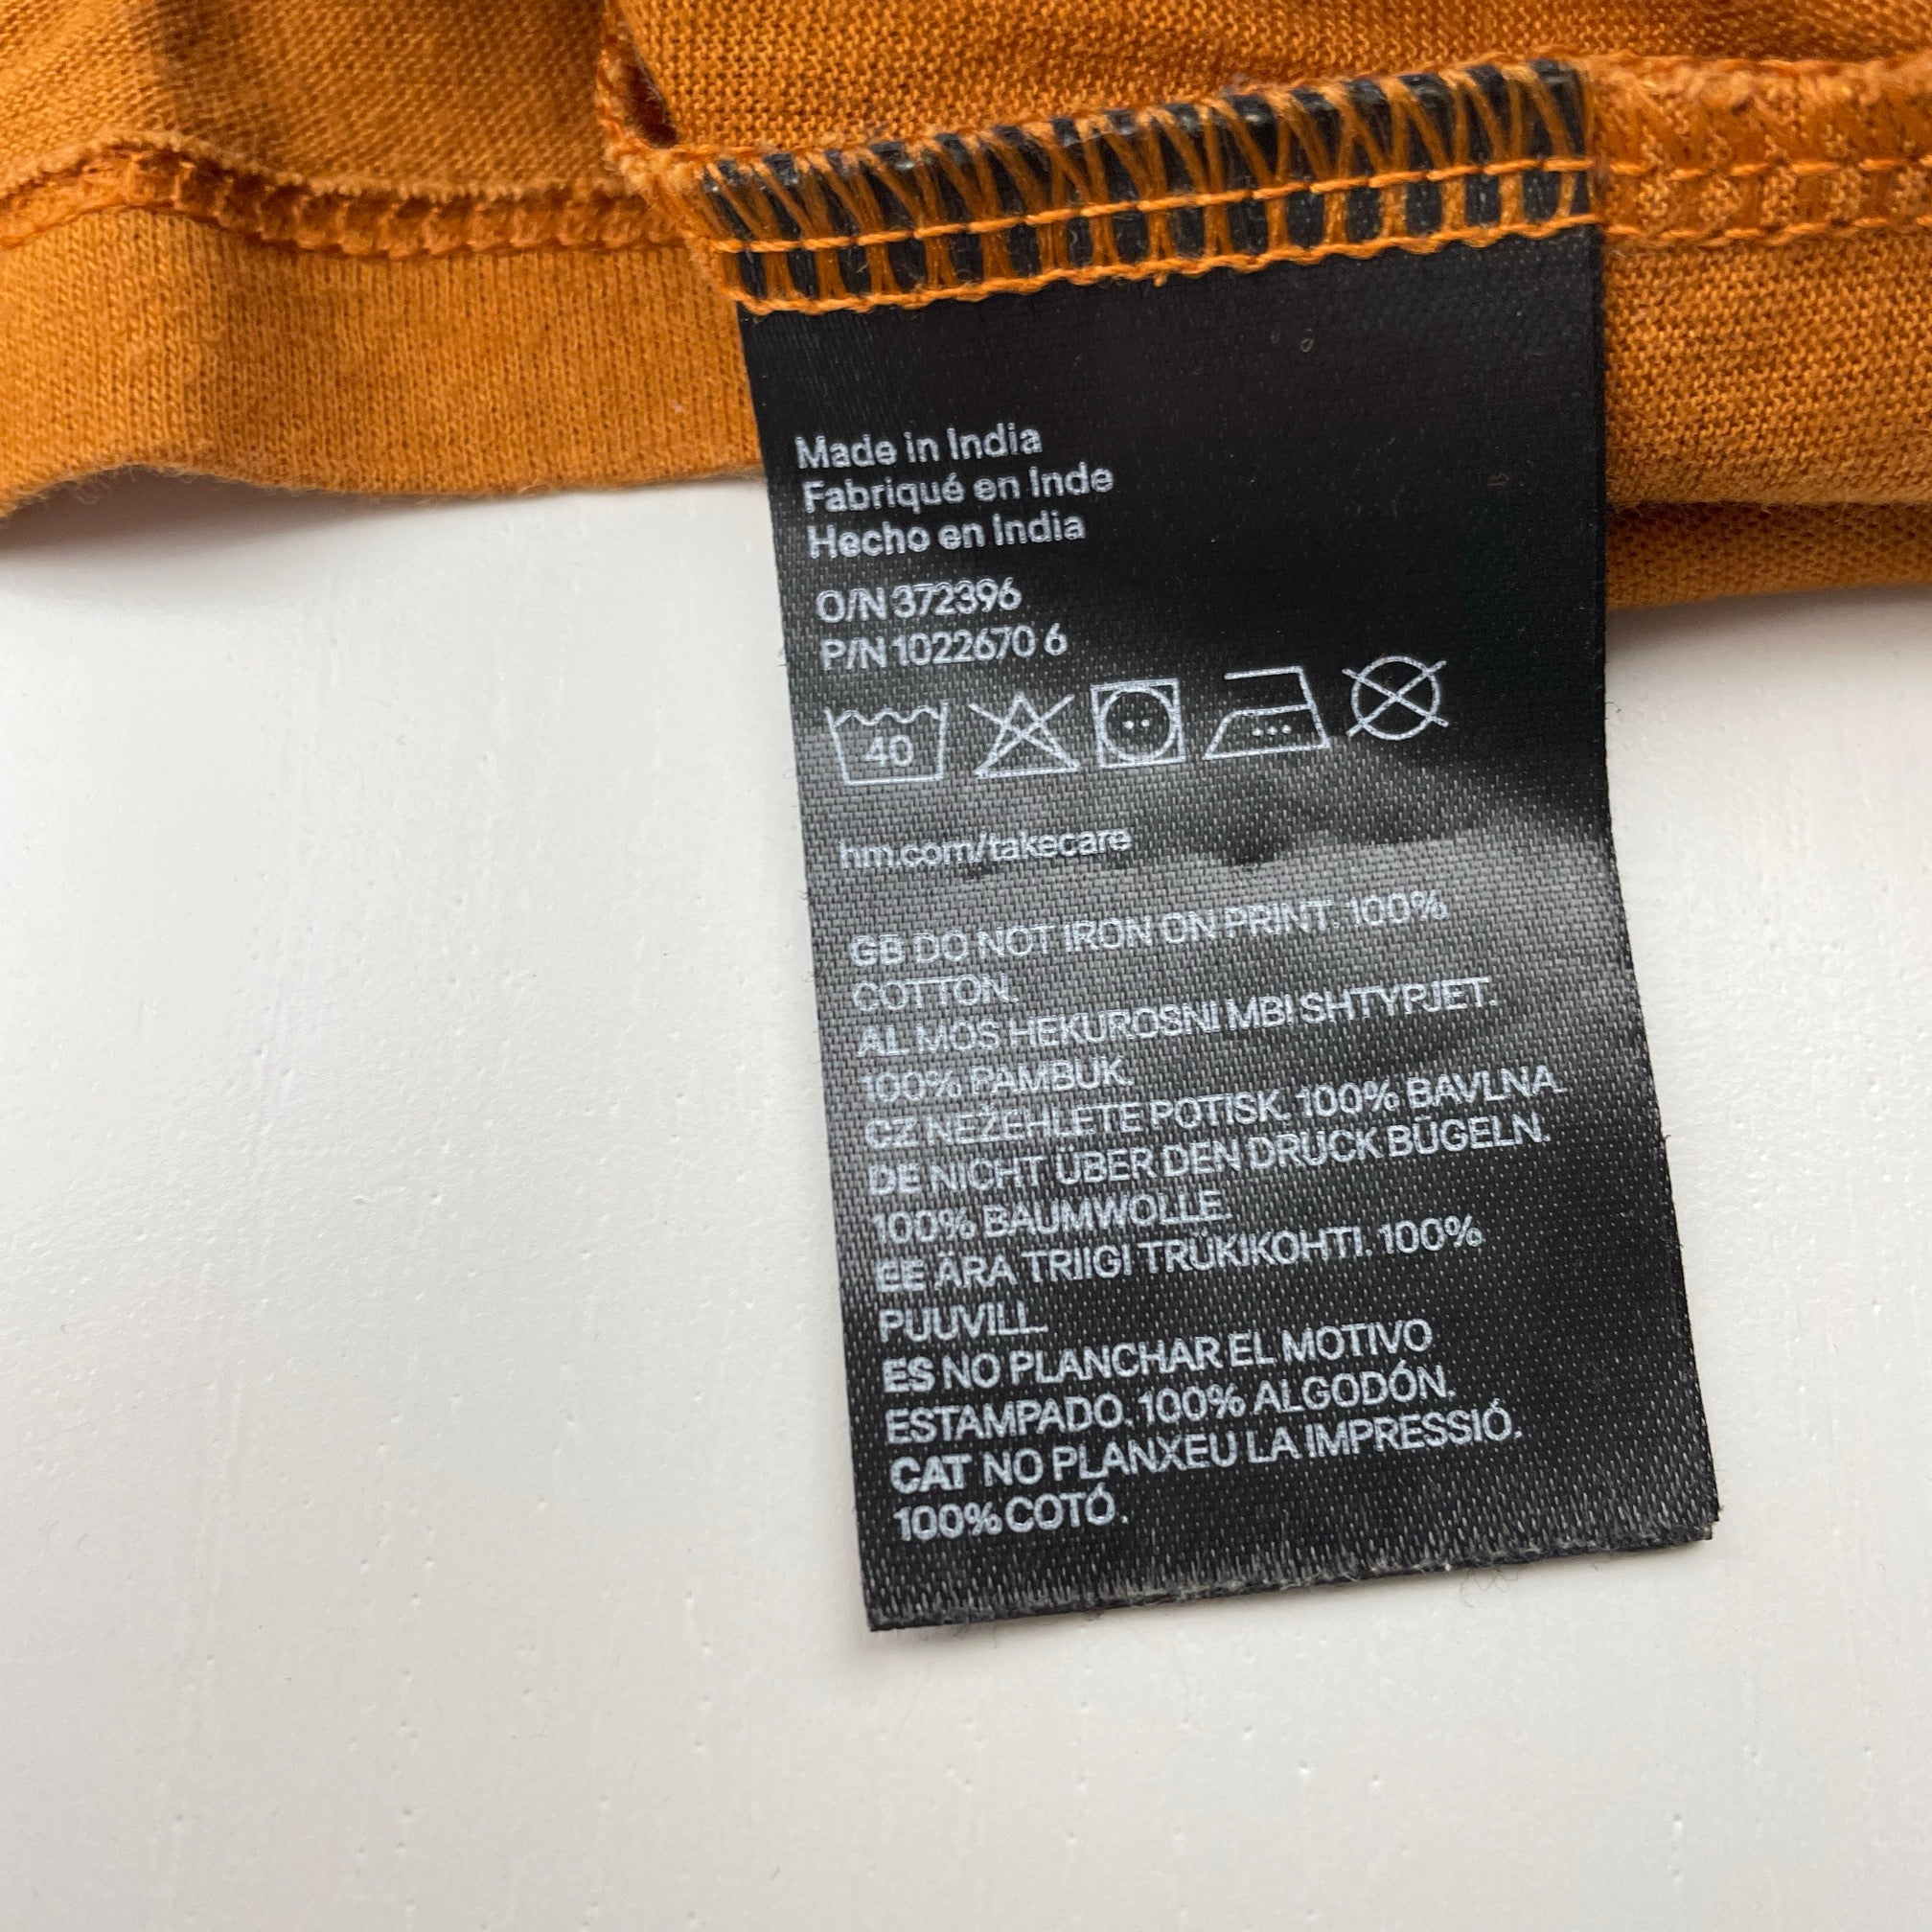 Made in India
Fabriqué en Inde
Hecho en India
O/N 372396
P/N 1022670 6
40
hm.com/takecare
GB DO NOT IRON ON PRINT. 100%
COTTON.
AL MOS HEKUROSNI MBI SHTYPJET.
100% PAMBUK.
CZ NEŽEHLETE POTISK. 100% BAVLNA.
DE NICHT ÜBER DEN DRUCK BÜGELN.
100% BAUMWOLLE.
EE ÄRA TRIIGI TRÜKIKOHTI. 100%
PUUVILL.
ES NO PLANCHAR EL MOTIVO
ESTAMPADO. 100% ALGODÓN.
CAT NO PLANXEU LA IMPRESSIÓ.
100% COTÓ.